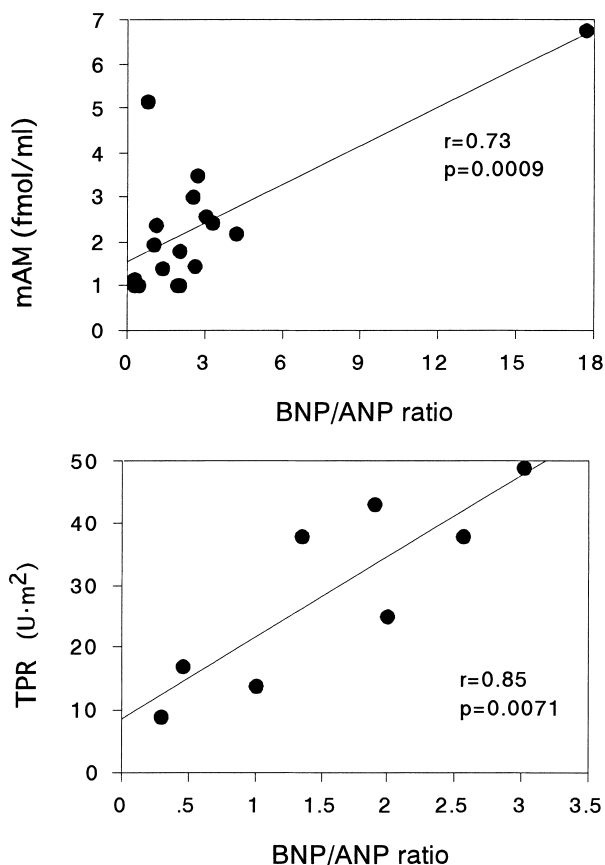 7
6
5
4
3
2
1
0
mAM (fmol/ml)
r=0.73
p=0.0009
0 3 6 9 12 15 18
BNP/ANP ratio
50
40
30
20
10
0
TPR (U·m²)
r=0.85
p=0.0071
0 .5 1 1.5 2 2.5 3 3.5
BNP/ANP ratio